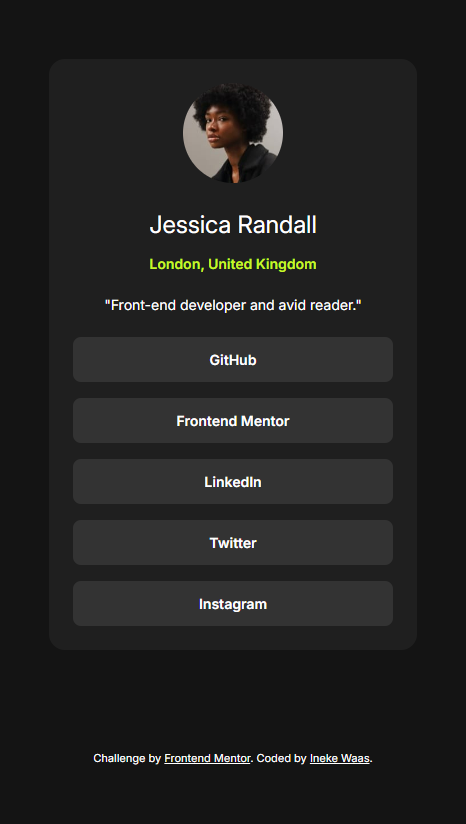 Jessica Randall
London, United Kingdom
"Front-end developer and avid reader."
GitHub
Frontend Mentor
LinkedIn
Twitter
Instagram
Challenge by Frontend Mentor. Coded by Ineke Waas.